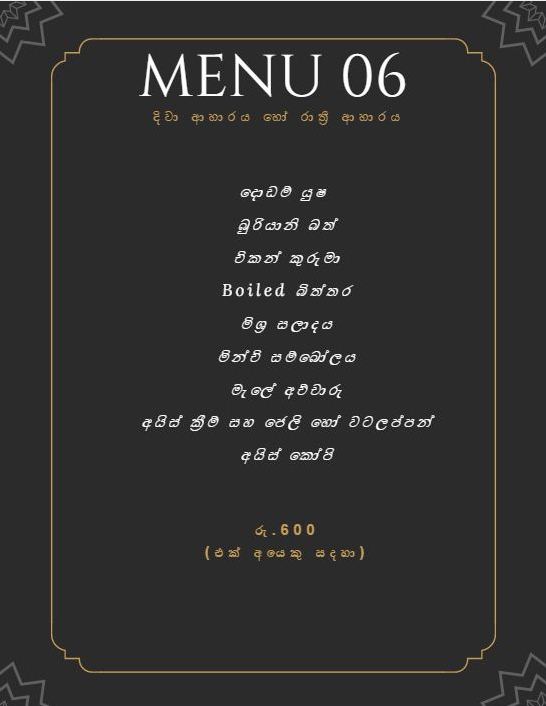 MENU 06
දිවා ආහාරය හෝ රාත්‍රී ආහාරය
දොඩම් යුෂ
බුරියානි බත්
චිකන් කුරුමා
Boiled බිත්තර
මිශ්‍ර සලාදය
මින්චි සම්බෝලය
මැලේ අච්චාරු
අයිස් ක්‍රීම් සහ ජෙලි හෝ වටලප්පන්
අයිස් කෝපි
රු.600
(එක් අයෙකු සදහා)